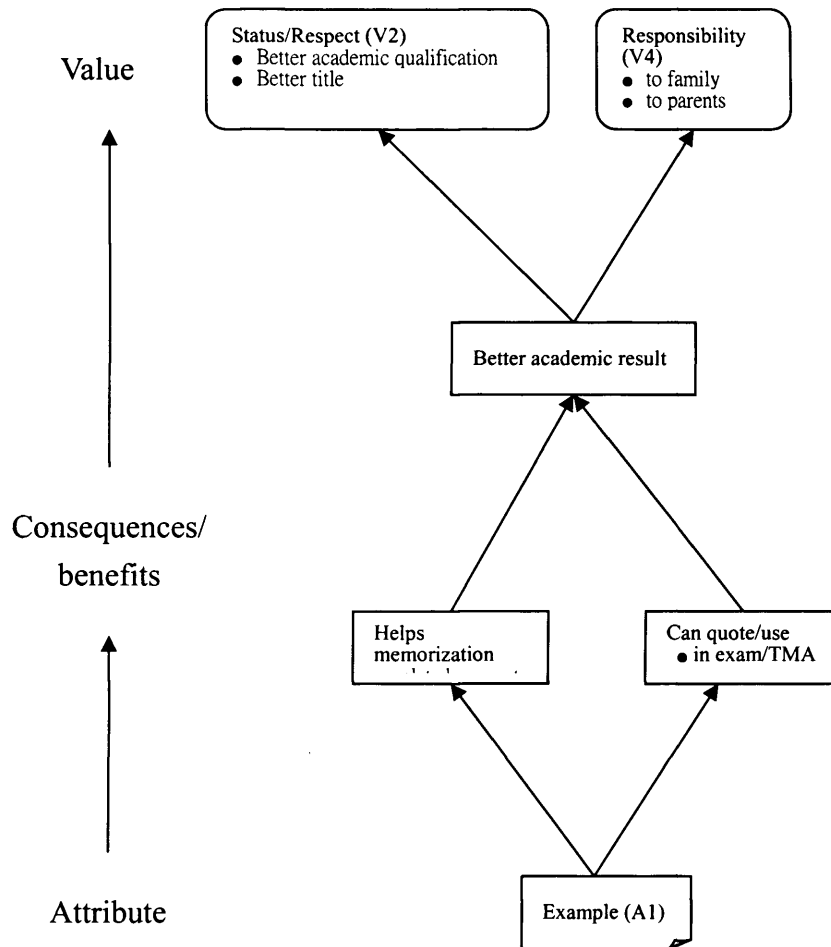 Value
Status/Respect (V2)
● Better academic qualification
● Better title
Responsibility
(V4)
● to family
● to parents
Better academic result
Consequences/
benefits
Helps
memorization
Can quote/use
● in exam/TMA
Attribute
Example (A1)